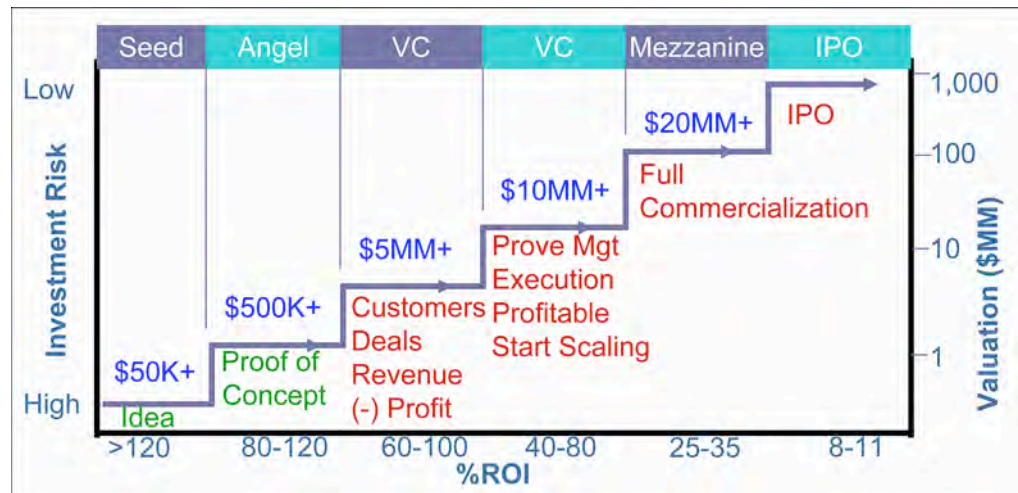 Seed
Angel
VC
VC
Mezzanine
IPO
Low
High
Investment Risk
$50K+
Idea
$500K+
Proof of
Concept
$5MM+
Customers
Deals
Revenue
(-) Profit
$10MM+
Prove Mgt
Execution
Profitable
Start Scaling
$20MM+
Full
Commercialization
IPO
1,000
100
10
1
Valuation ($MM)
>120
80-120
60-100
40-80
25-35
8-11
%ROI